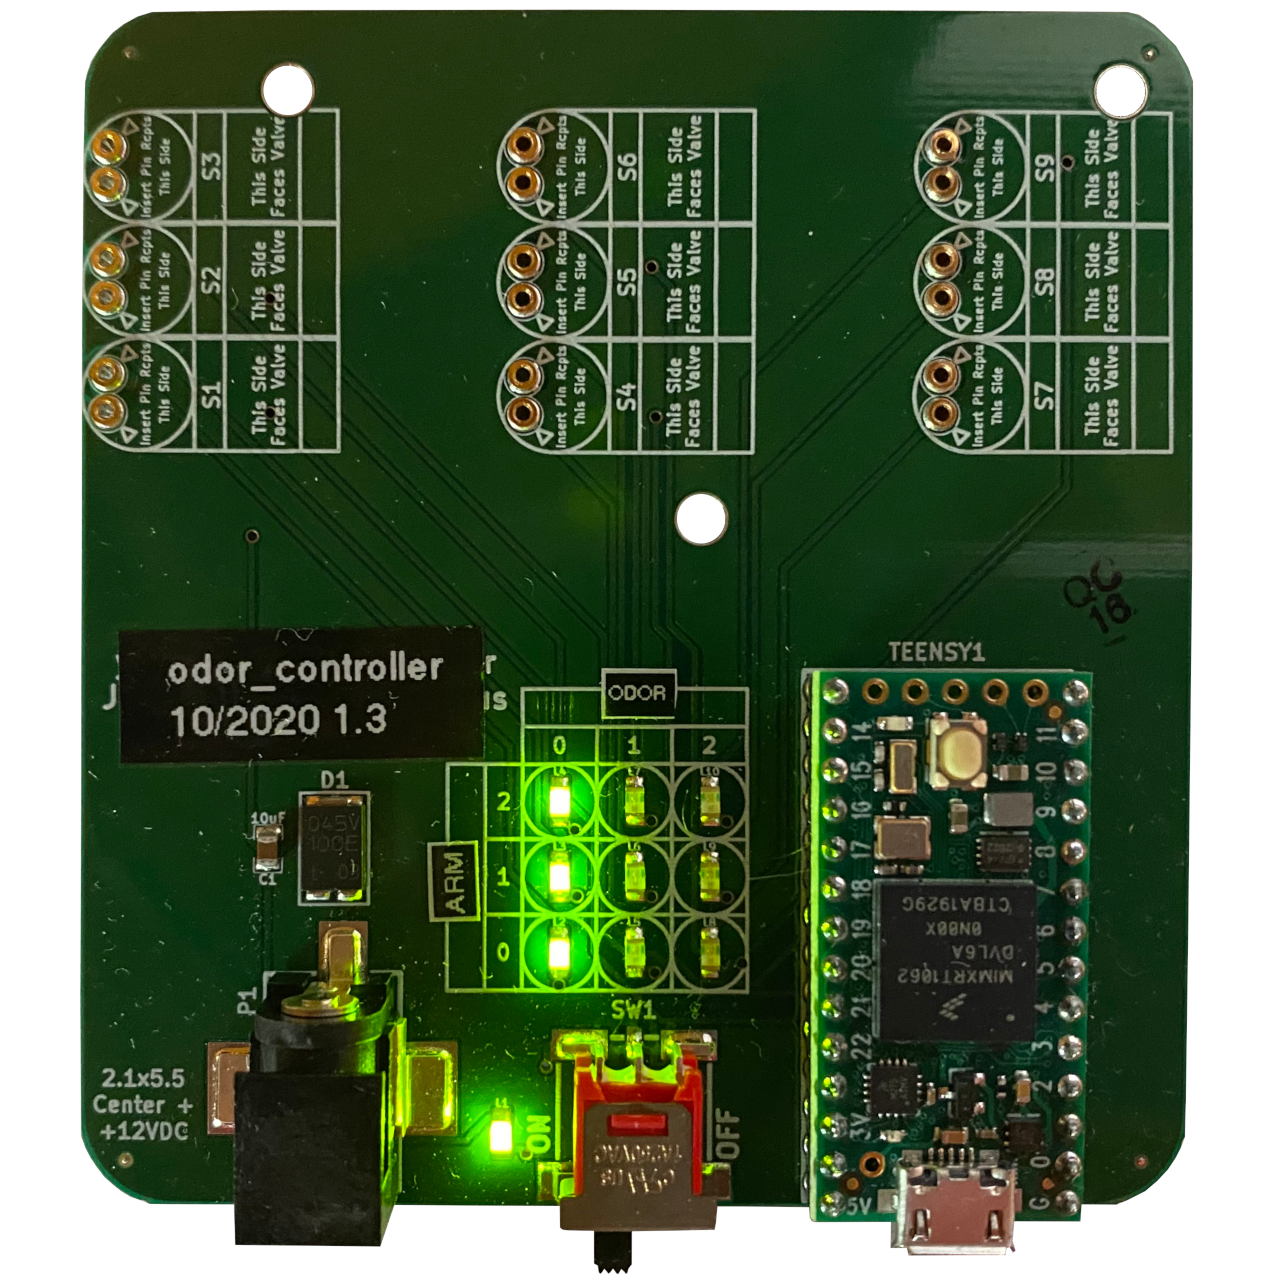 Insert Pin Rcpts
This Side
S3
This Side
Faces Valve
Insert Pin Rcpts
This Side
S6
This Side
Faces Valve
Insert Pin Rcpts
This Side
S9
This Side
Faces Valve
Insert Pin Rcpts
This Side
S2
This Side
Faces Valve
Insert Pin Rcpts
This Side
S5
This Side
Faces Valve
Insert Pin Rcpts
This Side
S8
This Side
Faces Valve
Insert Pin Rcpts
This Side
S1
This Side
Faces Valve
Insert Pin Rcpts
This Side
S4
This Side
Faces Valve
Insert Pin Rcpts
This Side
S7
This Side
Faces Valve
QC
16
odor_controller
10/2020 1.3
ODOR
0 1 2
2
1
0
ARM
D1
10uF
C1
P1
2.1x5.5
Center +
+12VDC
SW1
ON
OFF
TEENSY1
14
15
16
17
18
19
20
21
22
3V
5V
11
10
9
8
7
6
5
4
3
2
0
G
MIMXRT1062
DVL6A
0N00X
CTBA1929G